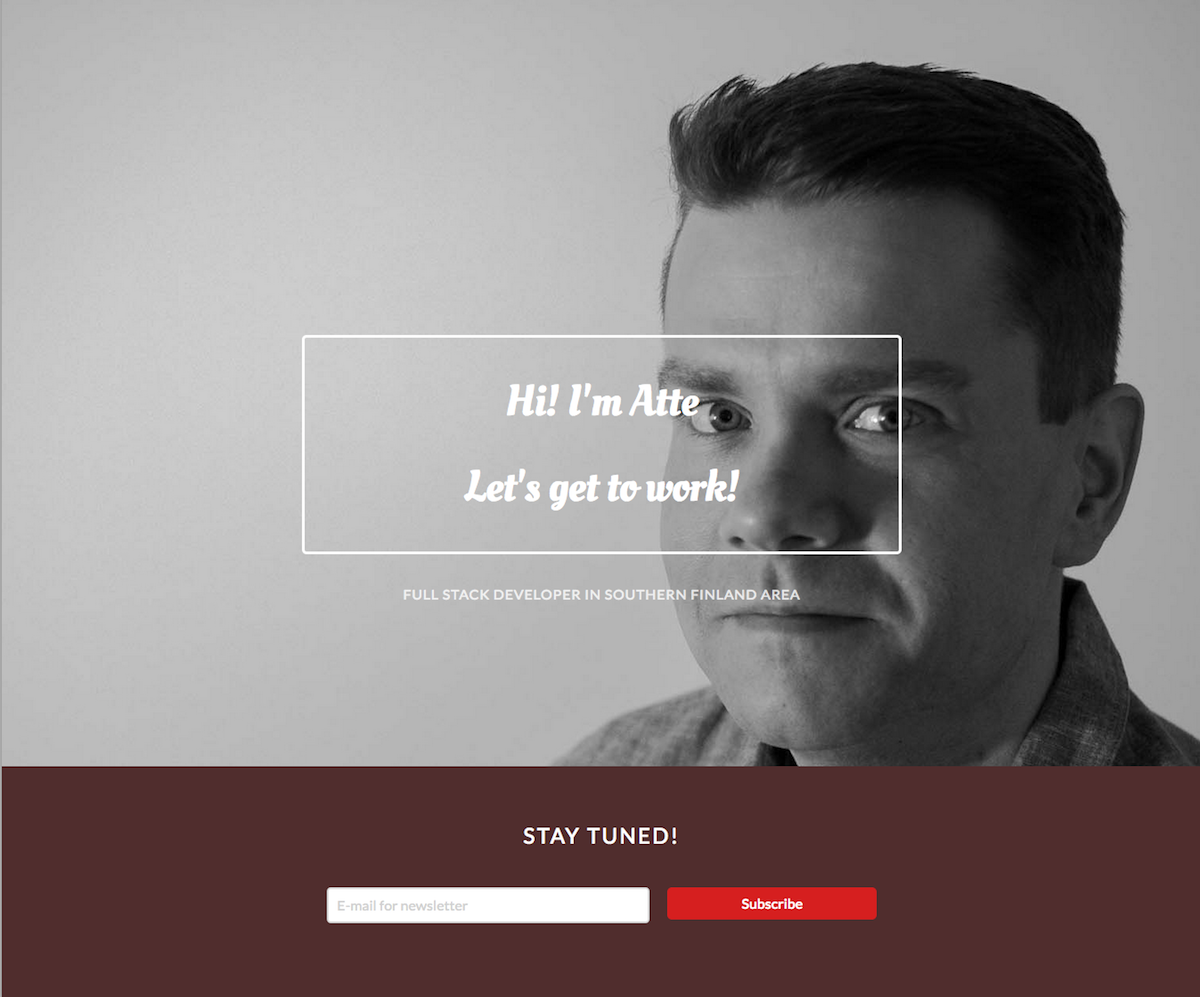 Hi! I'm Atte
Let's get to work!
FULL STACK DEVELOPER IN SOUTHERN FINLAND AREA
STAY TUNED!
E-mail for newsletter
Subscribe